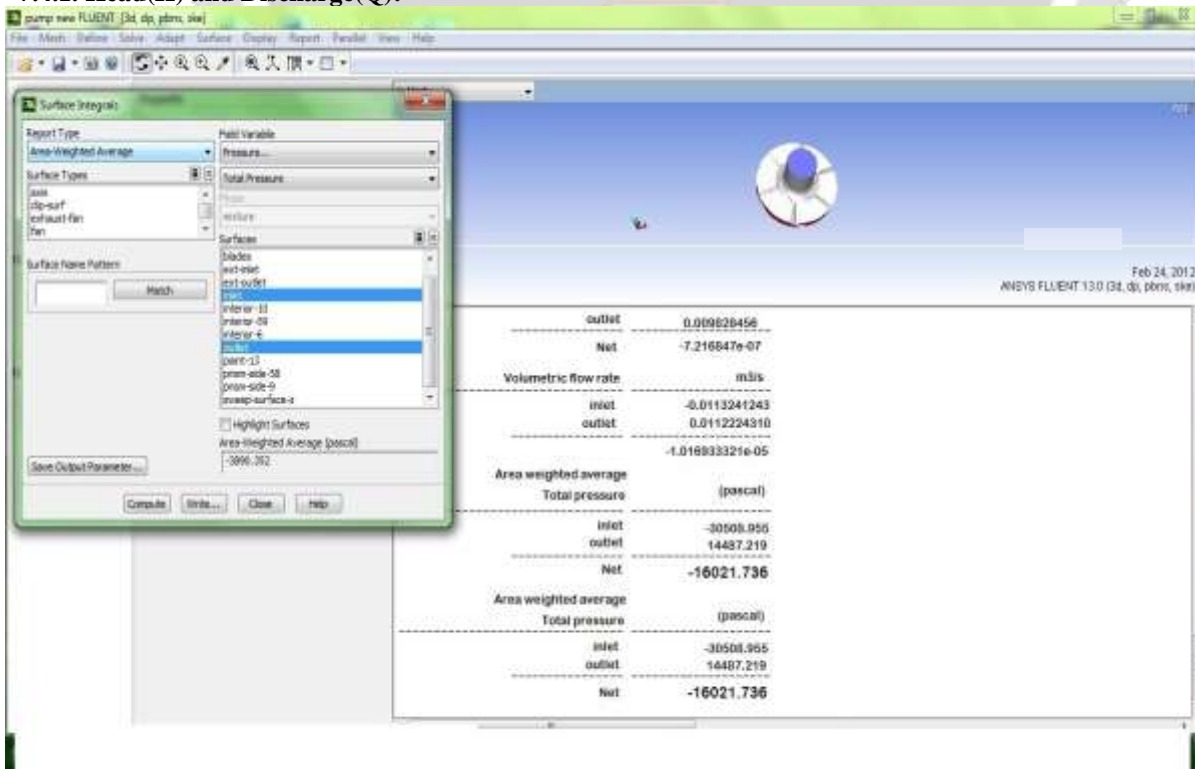 Head(H) and Discharge(Q):
pump new FLUENT [3d, dp, pbns, ske]
File Mesh Define Solve Adapt Surface Display Report Parallel View Help
Surface Integrals
Report Type
Field Variable
Area-Weighted Average
Pressure...
Surface Types
Total Pressure
axis
clip-surf
exhaust-fan
fan
Phase
mixture
Surfaces
Surface Name Pattern
Match
blades
ext-inlet
ext-outlet
inlet
outlet
Highlight Surfaces
Area-Weighted Average (pascal)
Save Output Parameter...
Compute Write... Close Help
Feb 24, 2012
ANSYS FLUENT 13.0 (3d, dp, pbns, ske)
outlet 0.009828456
Net -7.216847e-07
Volumetric flow rate m3/s
inlet -0.0113241243
outlet 0.0112224310
-1.016933321e-05
Area weighted average
Total pressure (pascal)
inlet -30508.955
outlet 14487.219
Net -16021.736
Area weighted average
Total pressure (pascal)
inlet -30508.955
outlet 14487.219
Net -16021.736